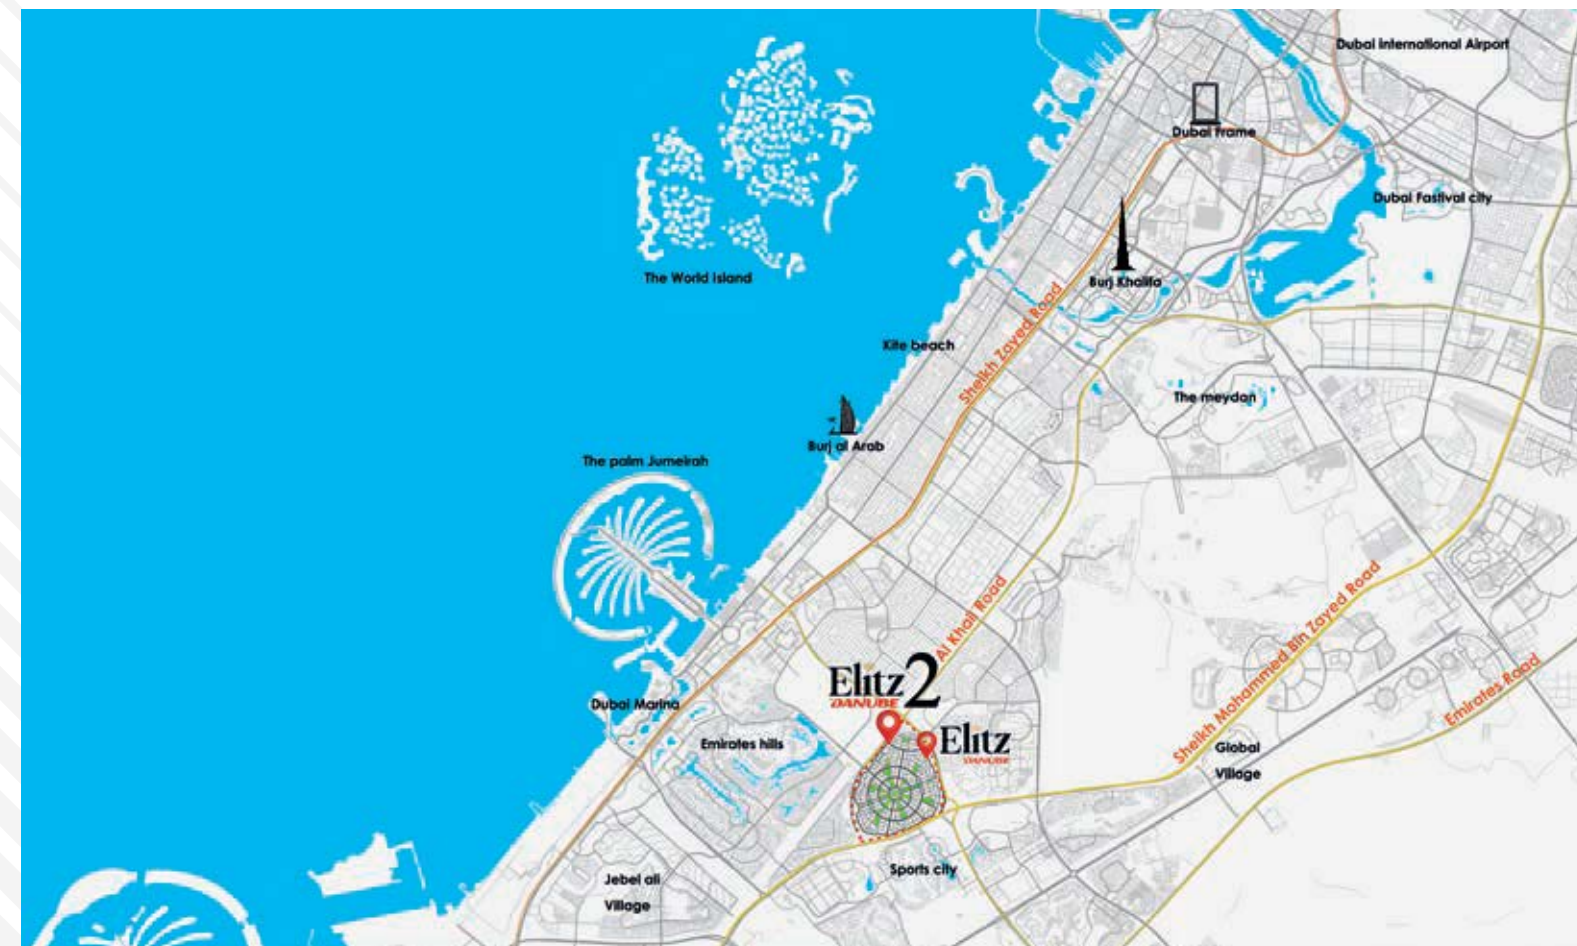 Dubai International Airport
Dubai frame
Dubai Fastival city
The World Island
Burj Khalifa
Sheikh Zayed Road
Kite beach
The meydan
Burj al Arab
The palm Jumeirah
Al Khail Road
Sheikh Mohammed Bin Zayed Road
Emirates Road
Elitz 2
DANUBE
Dubai Marina
Emirates hills
Elitz
DANUBE
Global
Village
Sports city
Jebel ali
Village